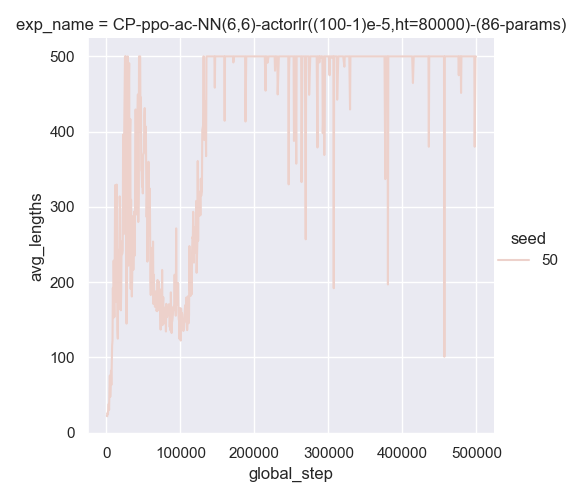 exp_name = CP-ppo-ac-NN(6,6)-actorlr((100-1)e-5,ht=80000)-(86-params)
500
400
300
200
100
0
avg_lengths
0 100000 200000 300000 400000 500000
global_step
seed
50